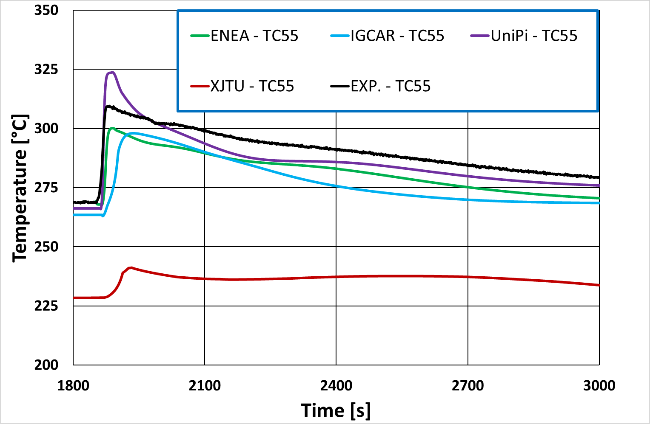 350
ENEA - TC55 IGCAR - TC55 UniPi - TC55
325
XJTU - TC55 EXP. - TC55
300
275
250
225
200
Temperature [°C]
1800 2100 2400 2700 3000
Time [s]